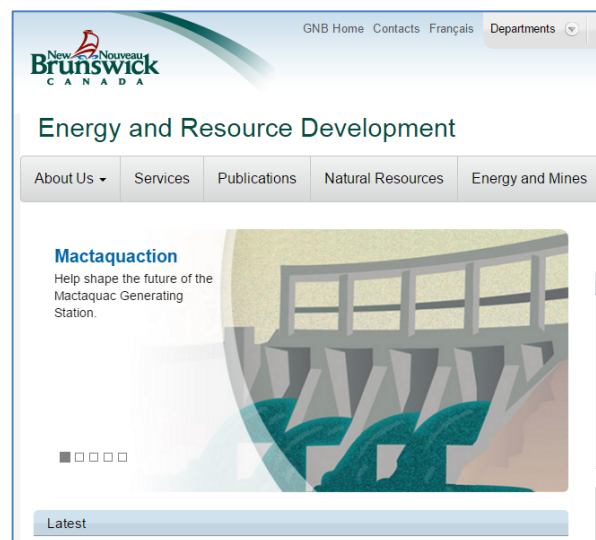 GNB Home Contacts Français Departments
New Nouveau
Brunswick
CANADA
Energy and Resource Development
About Us Services Publications Natural Resources Energy and Mines
Mactaquaction
Help shape the future of the
Mactaquac Generating
Station.
Latest